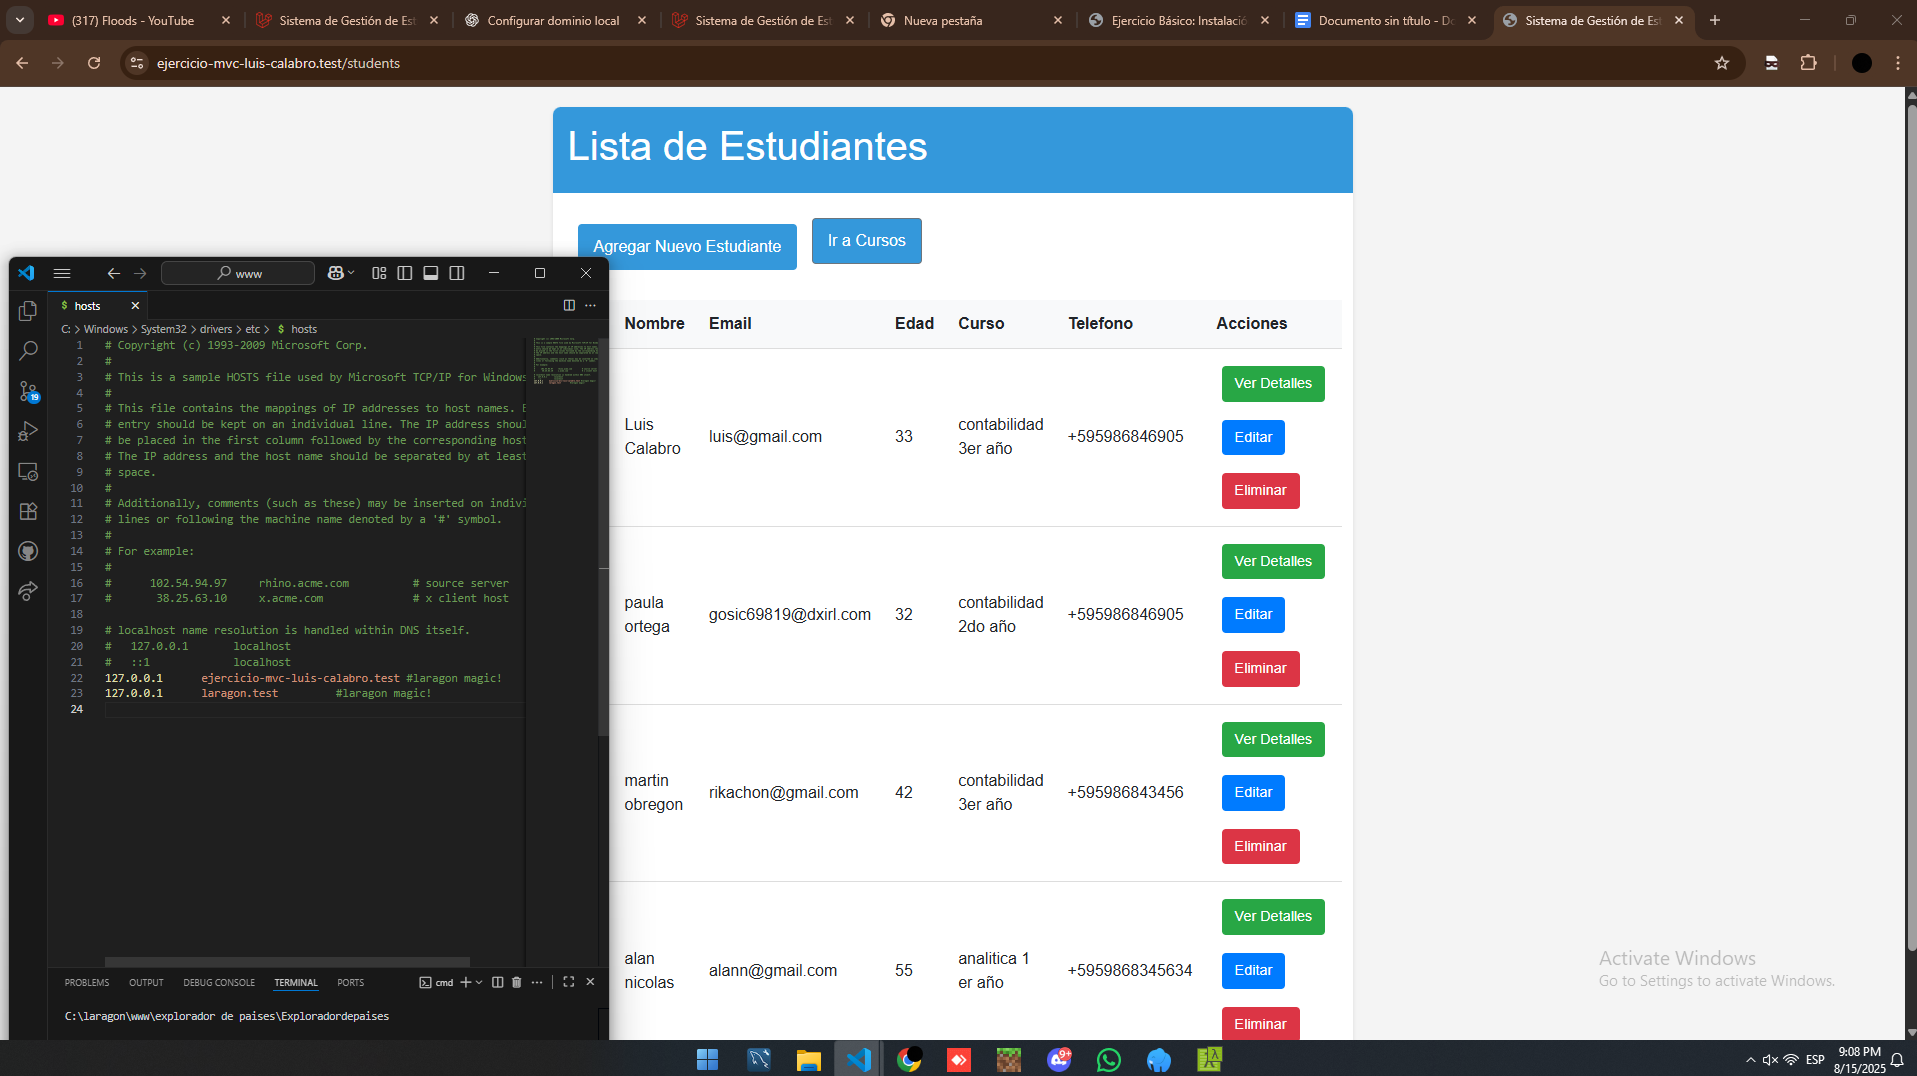 (317) Floods - YouTube
Sistema de Gestión de Est
Configurar dominio local
Sistema de Gestión de Est
Nueva pestaña
Ejercicio Básico: Instalació
Documento sin título - Do
Sistema de Gestión de Est
ejercicio-mvc-luis-calabro.test/students
Lista de Estudiantes
Agregar Nuevo Estudiante
Ir a Cursos
Nombre Email Edad Curso Telefono Acciones
Luis Calabro luis@gmail.com 33 contabilidad 3er año +595986846905
Ver Detalles
Editar
Eliminar
paula ortega gosic69819@dxirl.com 32 contabilidad 2do año +595986846905
Ver Detalles
Editar
Eliminar
martin obregon rikachon@gmail.com 42 contabilidad 3er año +595986843456
Ver Detalles
Editar
Eliminar
alan nicolas alann@gmail.com 55 analitica 1 er año +5959868345634
Ver Detalles
Editar
Eliminar
www
$ hosts
C: > Windows > System32 > drivers > etc > $ hosts
1 # Copyright (c) 1993-2009 Microsoft Corp.
2 #
3 # This is a sample HOSTS file used by Microsoft TCP/IP for Windows
4 #
5 # This file contains the mappings of IP addresses to host names. E
6 # entry should be kept on an individual line. The IP address shoul
7 # be placed in the first column followed by the corresponding host
8 # The IP address and the host name should be separated by at least
9 # space.
10 #
11 # Additionally, comments (such as these) may be inserted on indivi
12 # lines or following the machine name denoted by a '#' symbol.
13 #
14 # For example:
15 #
16 # 102.54.94.97 rhino.acme.com # source server
17 # 38.25.63.10 x.acme.com # x client host
18
19 # localhost name resolution is handled within DNS itself.
20 # 127.0.0.1 localhost
21 # ::1 localhost
22 127.0.0.1 ejercicio-mvc-luis-calabro.test #laragon magic!
23 127.0.0.1 laragon.test #laragon magic!
24
19
PROBLEMS OUTPUT DEBUG CONSOLE TERMINAL PORTS
cmd
C:\laragon\www\explorador de paises\Exploradordepaises
Activate Windows
Go to Settings to activate Windows.
9+
ESP
9:08 PM
8/15/2025